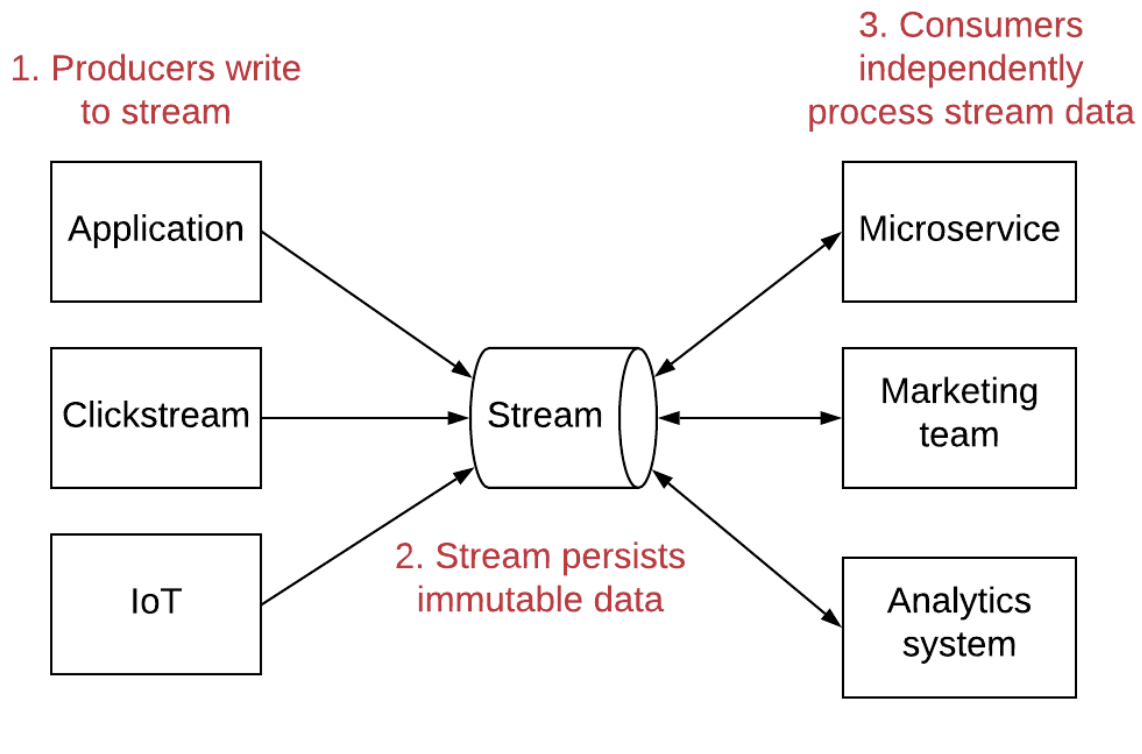 1. Producers write
to stream
3. Consumers
independently
process stream data
Application
Microservice
Clickstream
Stream
Marketing
team
2. Stream persists
immutable data
IoT
Analytics
system